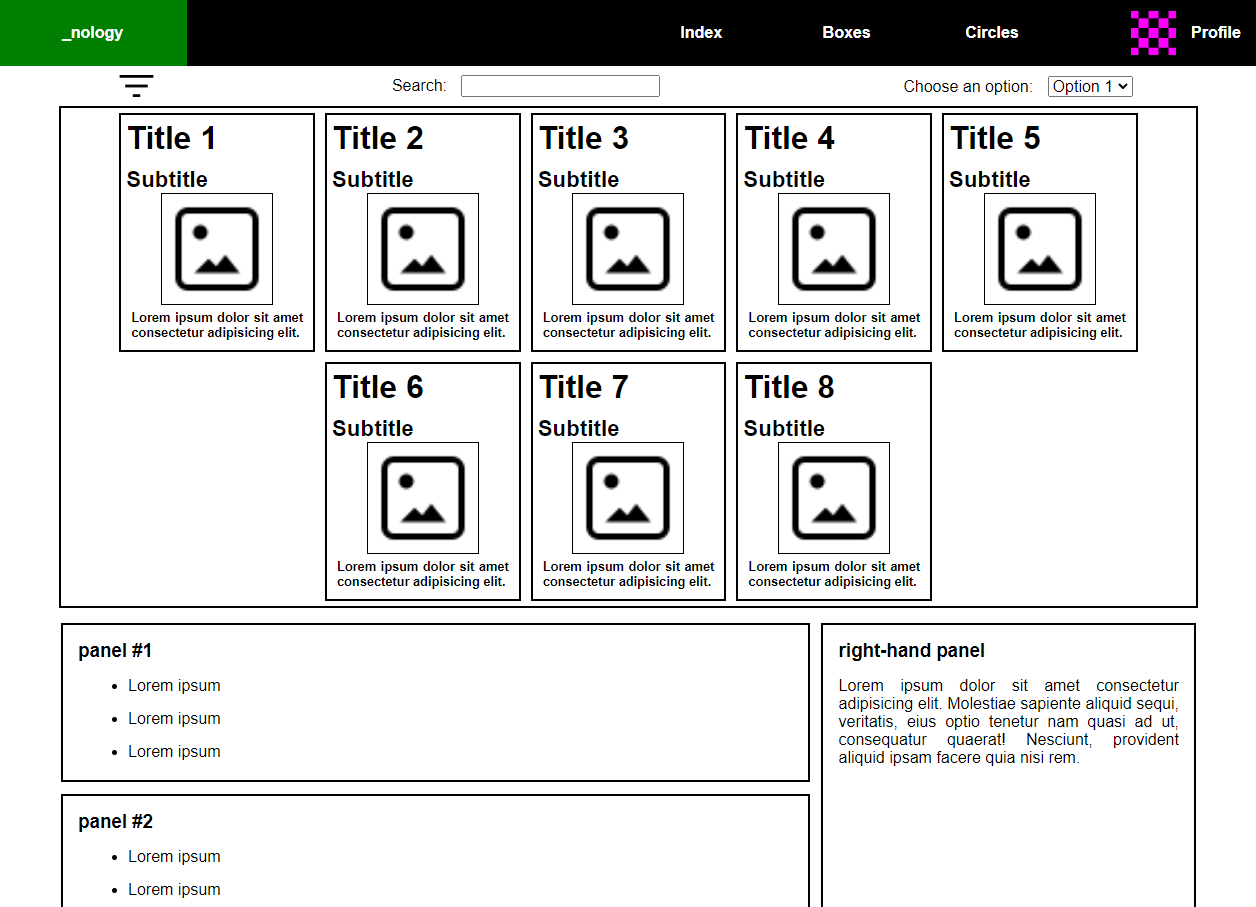 _nology
Index
Boxes
Circles
Profile
Search:
Choose an option:
Option 1
Title 1
Subtitle
Lorem ipsum dolor sit amet
consectetur adipisicing elit.
Title 2
Subtitle
Lorem ipsum dolor sit amet
consectetur adipisicing elit.
Title 3
Subtitle
Lorem ipsum dolor sit amet
consectetur adipisicing elit.
Title 4
Subtitle
Lorem ipsum dolor sit amet
consectetur adipisicing elit.
Title 5
Subtitle
Lorem ipsum dolor sit amet
consectetur adipisicing elit.
Title 6
Subtitle
Lorem ipsum dolor sit amet
consectetur adipisicing elit.
Title 7
Subtitle
Lorem ipsum dolor sit amet
consectetur adipisicing elit.
Title 8
Subtitle
Lorem ipsum dolor sit amet
consectetur adipisicing elit.
panel #1
Lorem ipsum
Lorem ipsum
Lorem ipsum
panel #2
Lorem ipsum
Lorem ipsum
right-hand panel
Lorem ipsum dolor sit amet consectetur
adipisicing elit. Molestiae sapiente aliquid sequi,
veritatis, eius optio tenetur nam quasi ad ut,
consequatur quaerat! Nesciunt, provident
aliquid ipsam facere quia nisi rem.